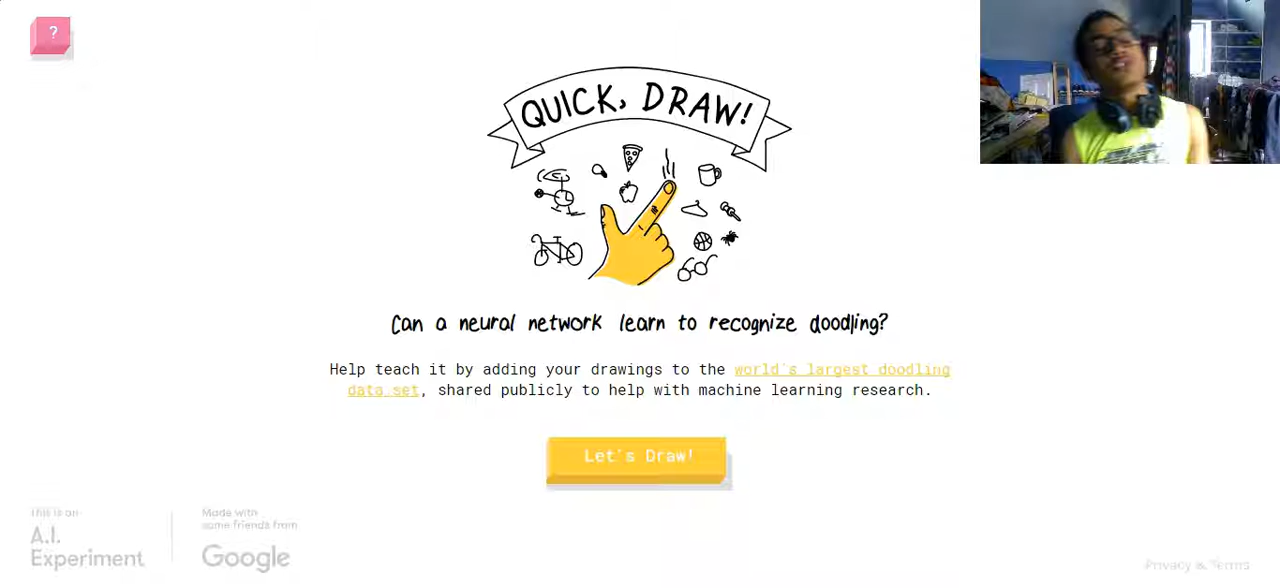 ?
QUICK, DRAW!
Can a neural network learn to recognize doodling?
Help teach it by adding your drawings to the world's largest doodling
data set, shared publicly to help with machine learning research.
Let's Draw!
This is an
A.I.
Experiment
Made with
some friends from
Google
Privacy & Terms